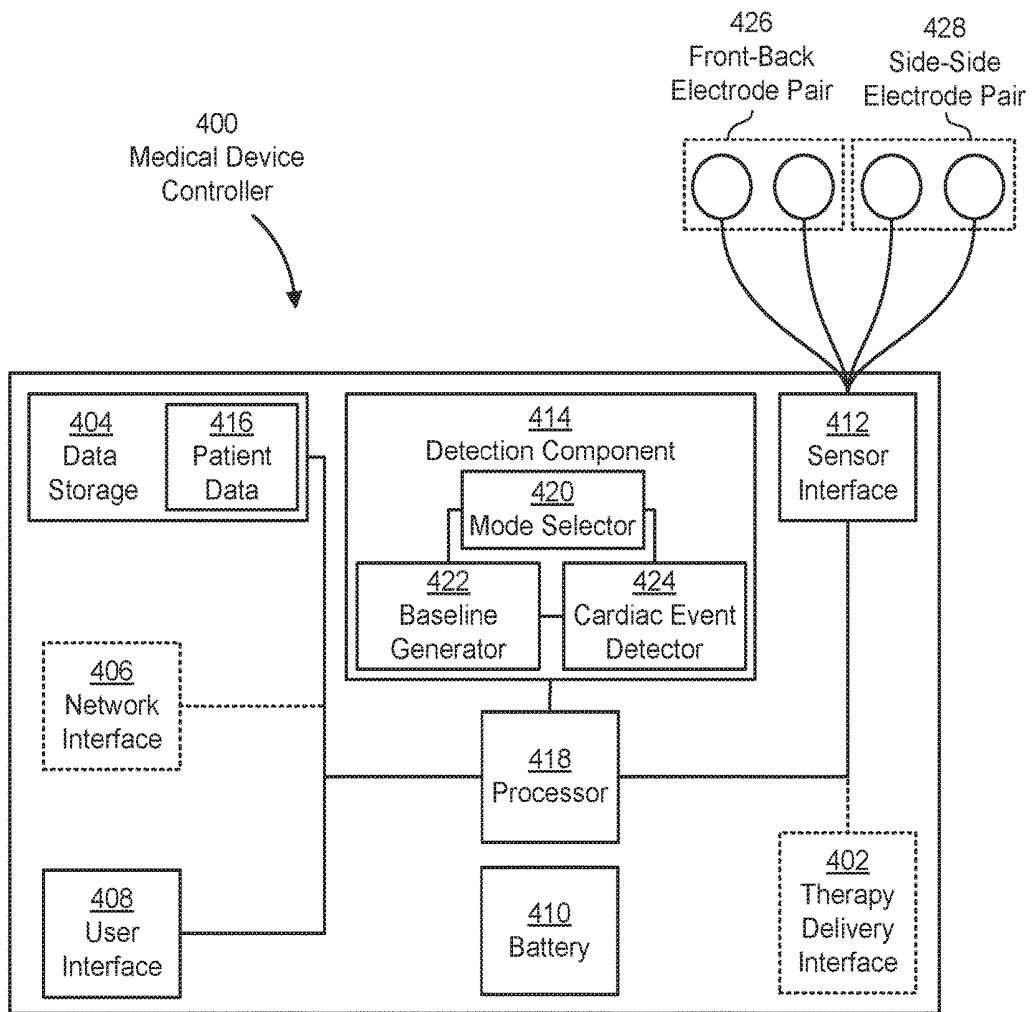 426
Front-Back
Electrode Pair
428
Side-Side
Electrode Pair
400
Medical Device
Controller
404
Data
Storage
416
Patient
Data
414
Detection Component
420
Mode Selector
422
Baseline
Generator
424
Cardiac Event
Detector
412
Sensor
Interface
406
Network
Interface
418
Processor
408
User
Interface
410
Battery
402
Therapy
Delivery
Interface